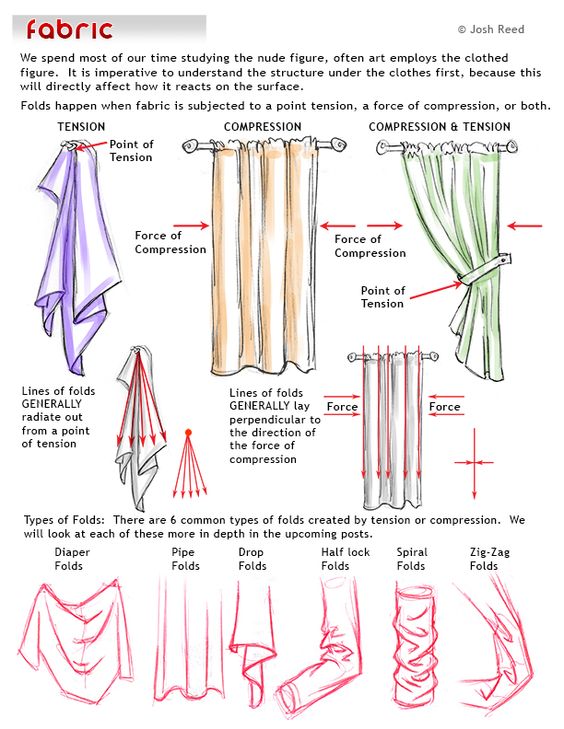 fabric
© Josh Reed
We spend most of our time studying the nude figure, often art employs the clothed
figure. It is imperative to understand the structure under the clothes first, because this
will directly affect how it reacts on the surface.
Folds happen when fabric is subjected to a point tension, a force of compression, or both.
TENSION
COMPRESSION
COMPRESSION & TENSION
Point of
Tension
Force of
Compression
Force of
Compression
Point of
Tension
Lines of folds
GENERALLY
radiate out
from a point
of tension
Lines of folds
GENERALLY lay
perpendicular to
the direction of
the force of
compression
Force
Force
Types of Folds: There are 6 common types of folds created by tension or compression. We
will look at each of these more in depth in the upcoming posts.
Diaper
Folds
Pipe
Folds
Drop
Folds
Half lock
Folds
Spiral
Folds
Zig-Zag
Folds